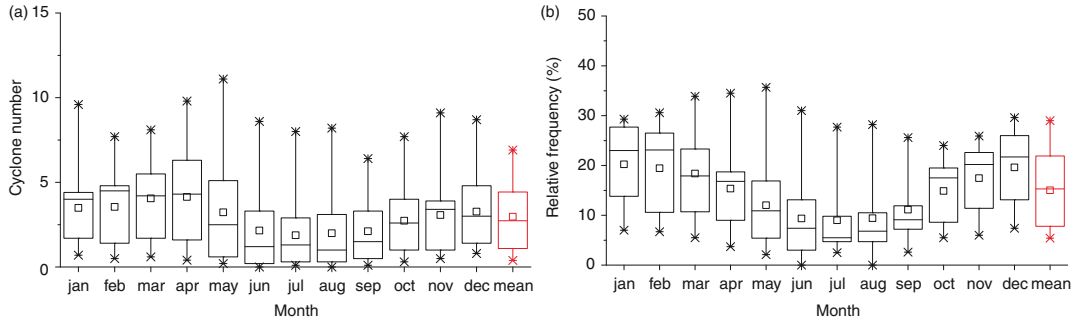 (a)
15
10
5
0
Cyclone number
jan feb mar apr may jun jul aug sep oct nov dec mean
Month
(b)
50
40
30
20
10
0
Relative frequency (%)
jan feb mar apr may jun jul aug sep oct nov dec mean
Month